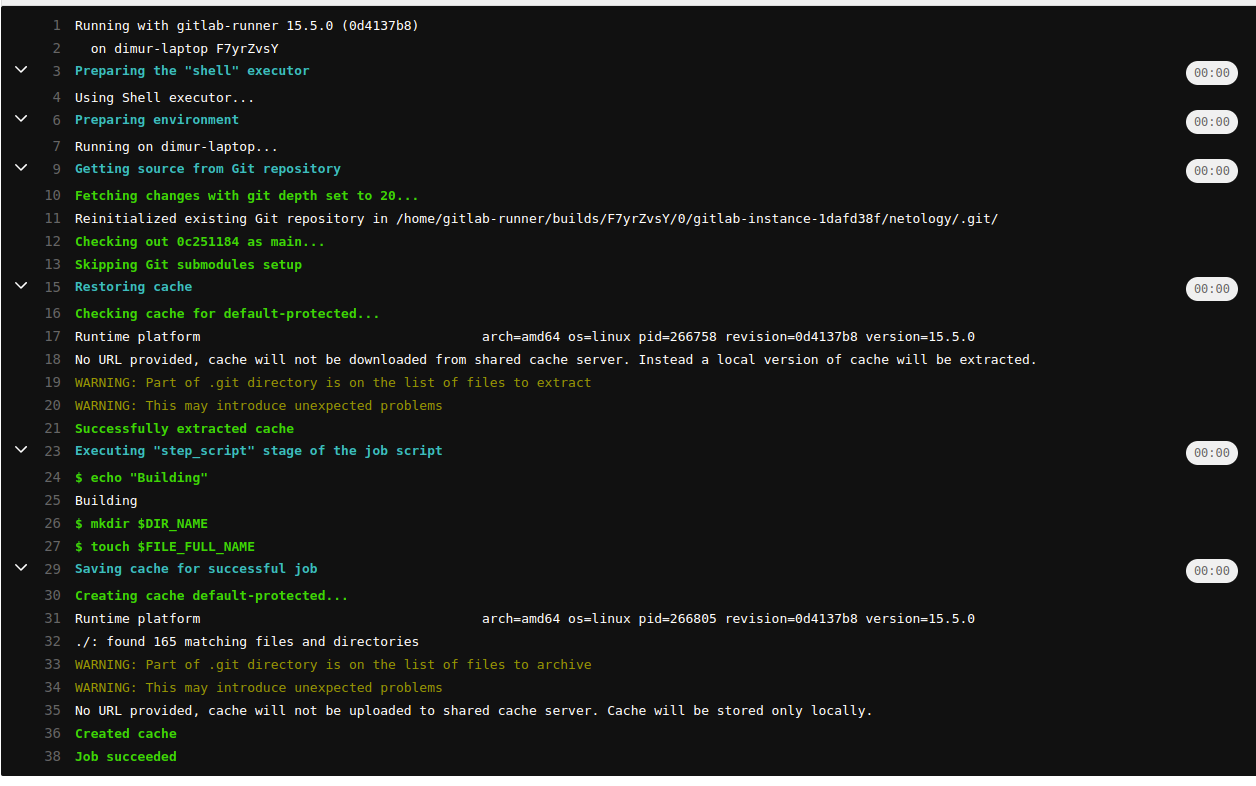 1 Running with gitlab-runner 15.5.0 (0d4137b8)
2 on dimur-laptop F7yrZvsY
3 Preparing the "shell" executor 00:00
4 Using Shell executor...
6 Preparing environment 00:00
7 Running on dimur-laptop...
9 Getting source from Git repository 00:00
10 Fetching changes with git depth set to 20...
11 Reinitialized existing Git repository in /home/gitlab-runner/builds/F7yrZvsY/0/gitlab-instance-1dafd38f/netology/.git/
12 Checking out 0c251184 as main...
13 Skipping Git submodules setup
15 Restoring cache 00:00
16 Checking cache for default-protected...
17 Runtime platform arch=amd64 os=linux pid=266758 revision=0d4137b8 version=15.5.0
18 No URL provided, cache will not be downloaded from shared cache server. Instead a local version of cache will be extracted.
19 WARNING: Part of .git directory is on the list of files to extract
20 WARNING: This may introduce unexpected problems
21 Successfully extracted cache
23 Executing "step_script" stage of the job script 00:00
24 $ echo "Building"
25 Building
26 $ mkdir $DIR_NAME
27 $ touch $FILE_FULL_NAME
29 Saving cache for successful job 00:00
30 Creating cache default-protected...
31 Runtime platform arch=amd64 os=linux pid=266805 revision=0d4137b8 version=15.5.0
32 ./: found 165 matching files and directories
33 WARNING: Part of .git directory is on the list of files to archive
34 WARNING: This may introduce unexpected problems
35 No URL provided, cache will not be uploaded to shared cache server. Cache will be stored only locally.
36 Created cache
38 Job succeeded